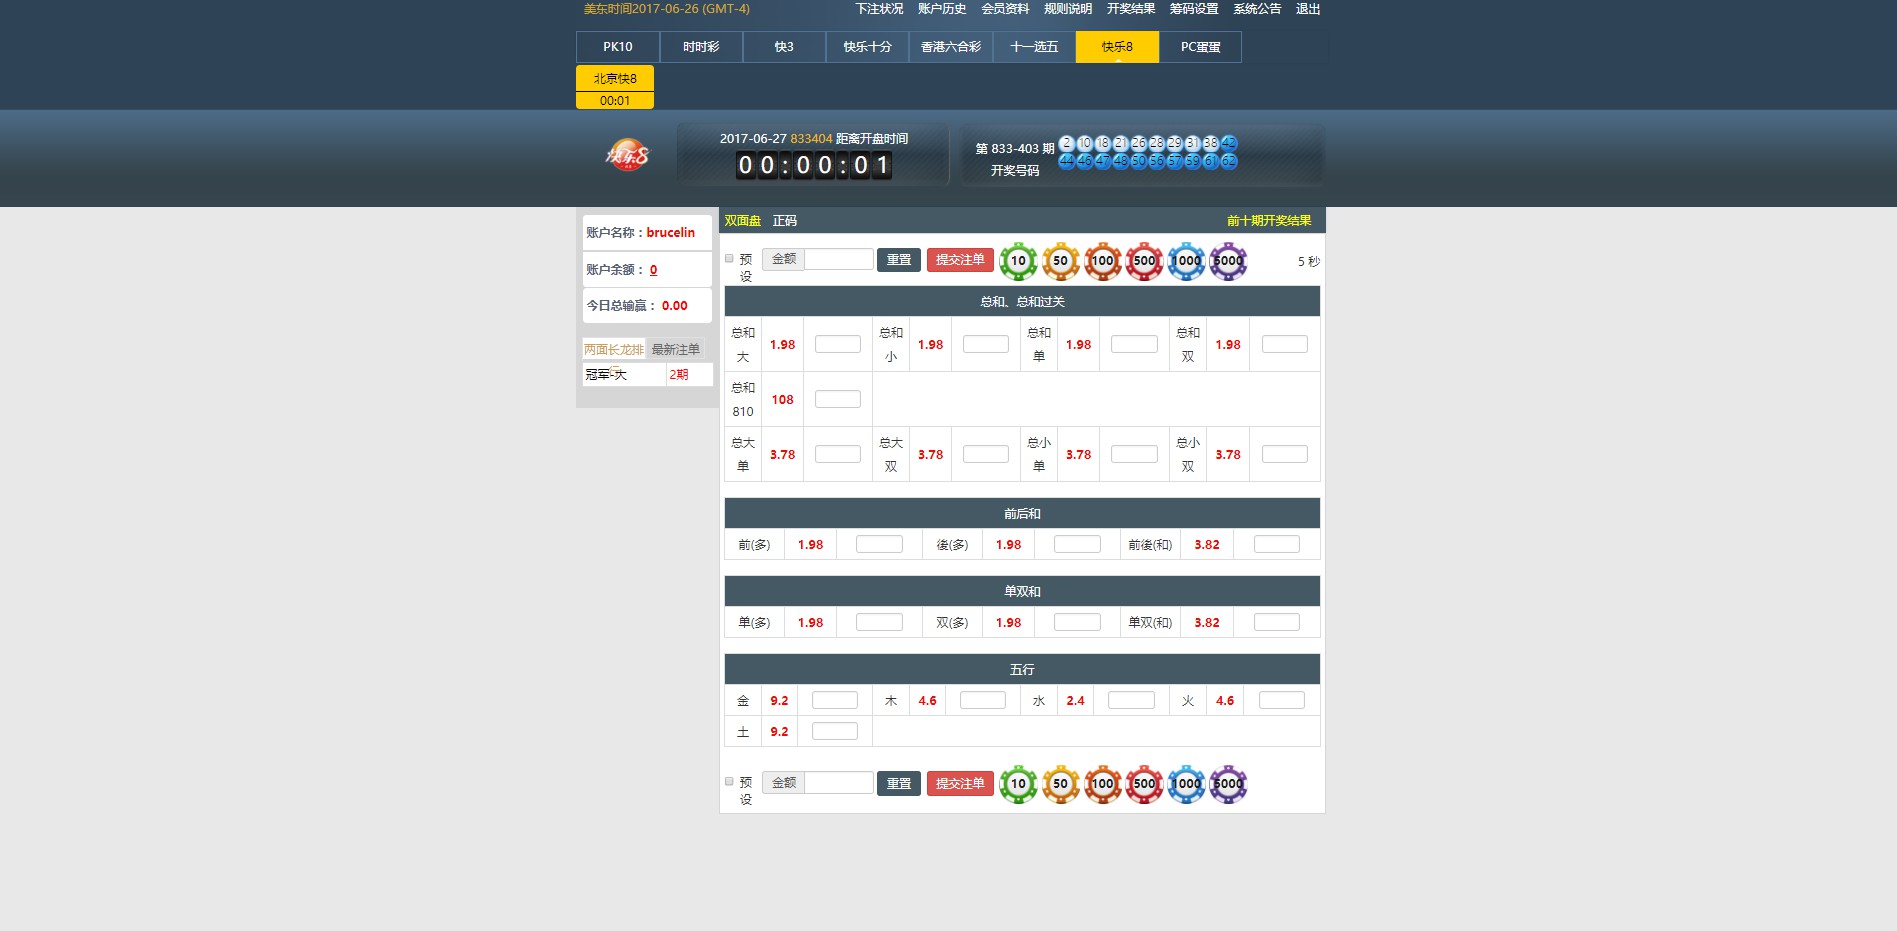 美东时间2017-06-26 (GMT-4)
下注状况 账户历史 会员资料 规则说明 开奖结果 筹码设置 系统公告 退出
PK10 时时彩 快3 快乐十分 香港六合彩 十一选五 快乐8 PC蛋蛋
北京快8
00:01
快乐8
2017-06-27 833404 距离开盘时间
00:00:01
第 833-403 期
开奖号码
2 10 18 21 26 28 29 31 38 42
44 46 47 48 50 56 57 59 61 62
账户名称：brucelin
账户余额： 0
今日总输赢： 0.00
两面长龙排 最新注单
冠军-大 2期
双面盘 正码 前十期开奖结果
预设 金额 重置 提交注单 10 50 100 500 1000 5000 5 秒
总和、总和过关
总和大 1.98 总和小 1.98 总和单 1.98 总和双 1.98
总和810 108
总大单 3.78 总大双 3.78 总小单 3.78 总小双 3.78
前后和
前(多) 1.98 後(多) 1.98 前後(和) 3.82
单双和
单(多) 1.98 双(多) 1.98 单双(和) 3.82
五行
金 9.2 木 4.6 水 2.4 火 4.6
土 9.2
预设 金额 重置 提交注单 10 50 100 500 1000 5000